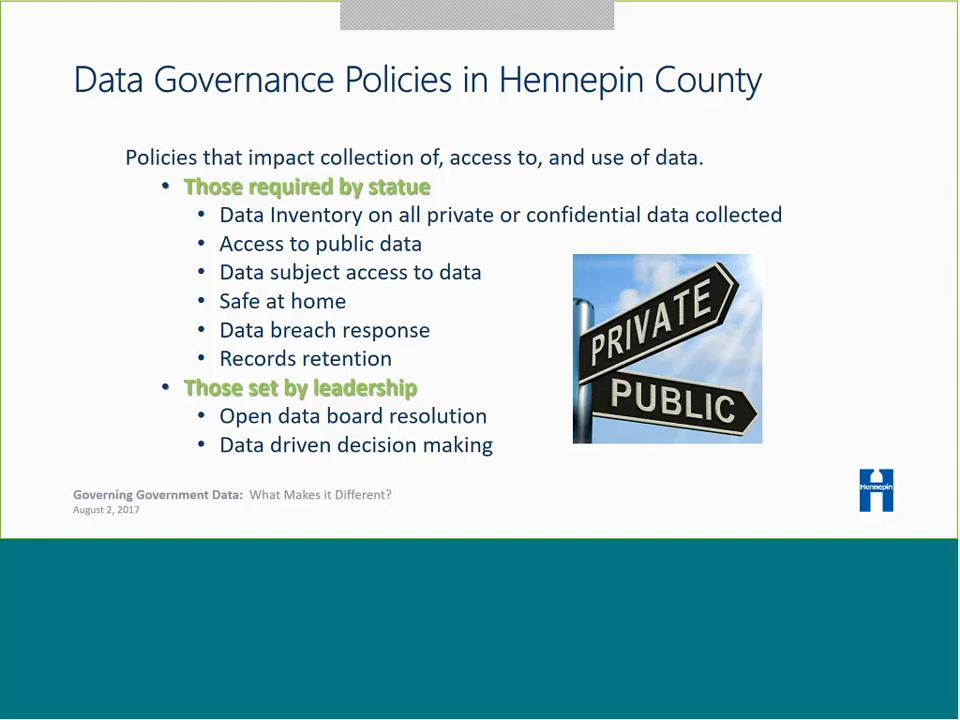 Data Governance Policies in Hennepin County
Policies that impact collection of, access to, and use of data.
• Those required by statue
• Data Inventory on all private or confidential data collected
• Access to public data
• Data subject access to data
• Safe at home
• Data breach response
• Records retention
• Those set by leadership
• Open data board resolution
• Data driven decision making
PRIVATE
PUBLIC
Governing Government Data: What Makes it Different?
August 2, 2017
Hennepin